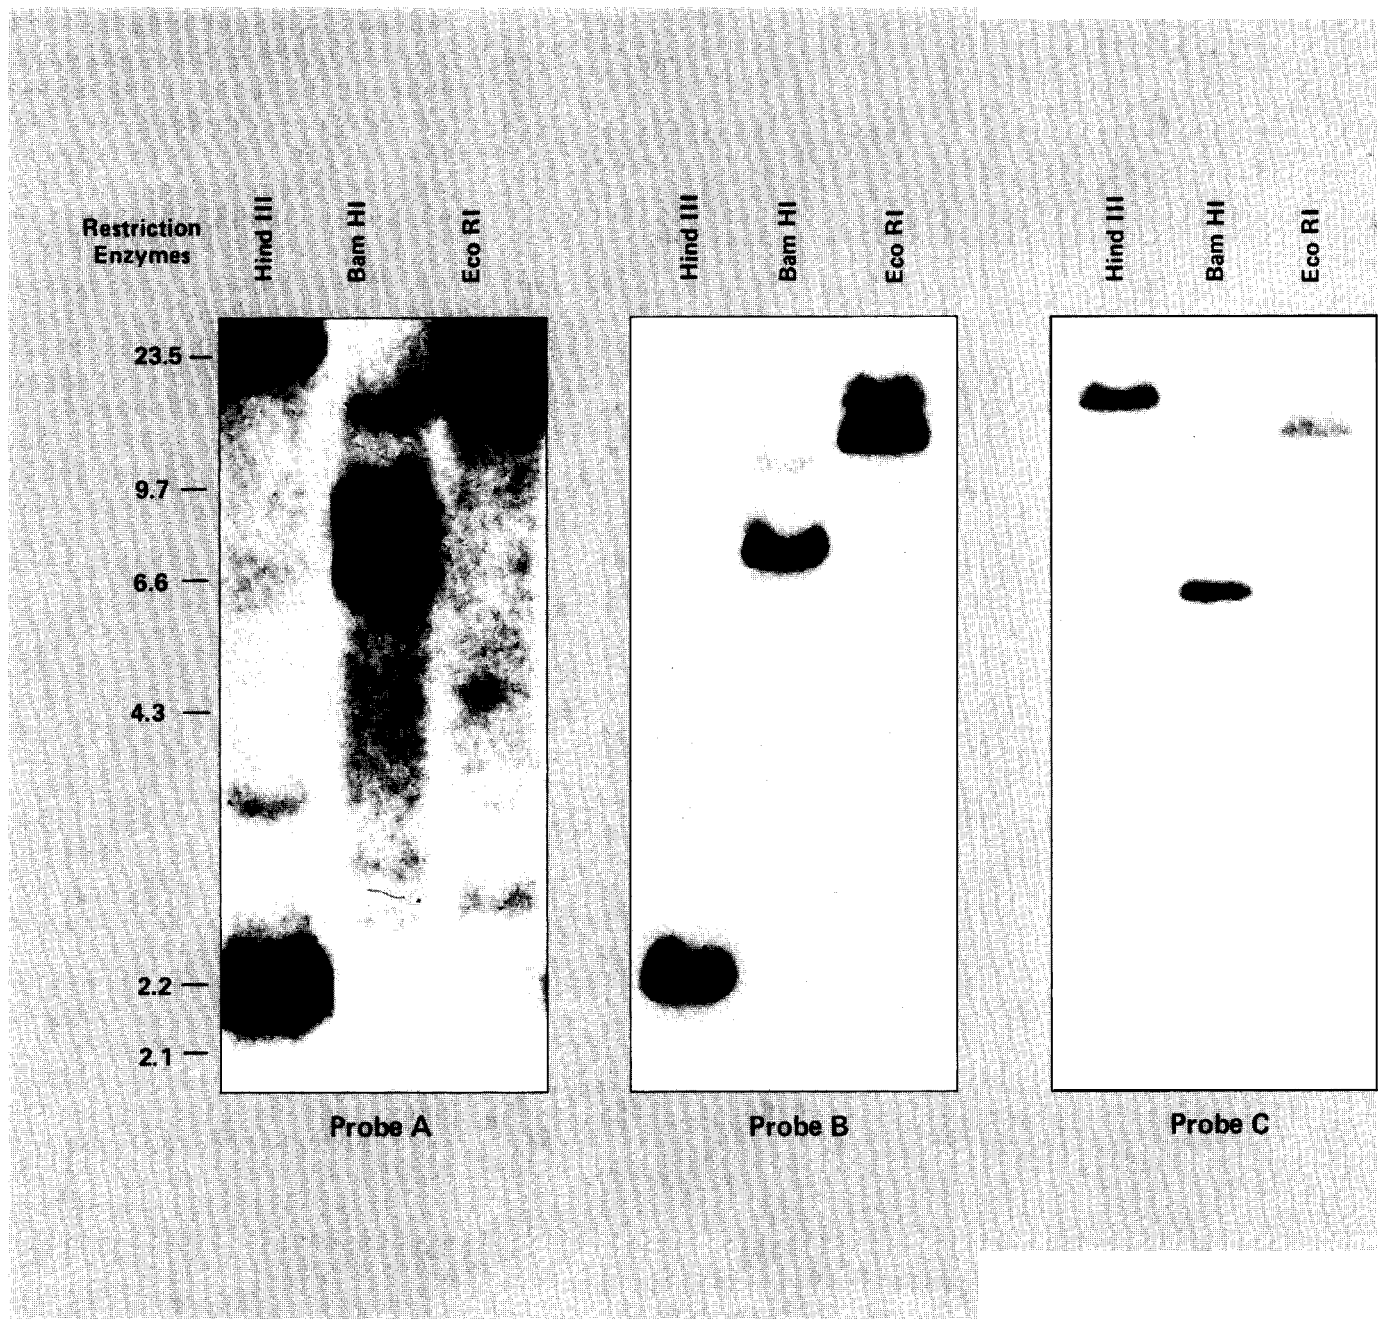 Restriction
Enzymes
Hind III
Bam HI
Eco RI
Hind III
Bam HI
Eco RI
Hind III
Bam HI
Eco RI
23.5
9.7
6.6
4.3
2.2
2.1
Probe A
Probe B
Probe C